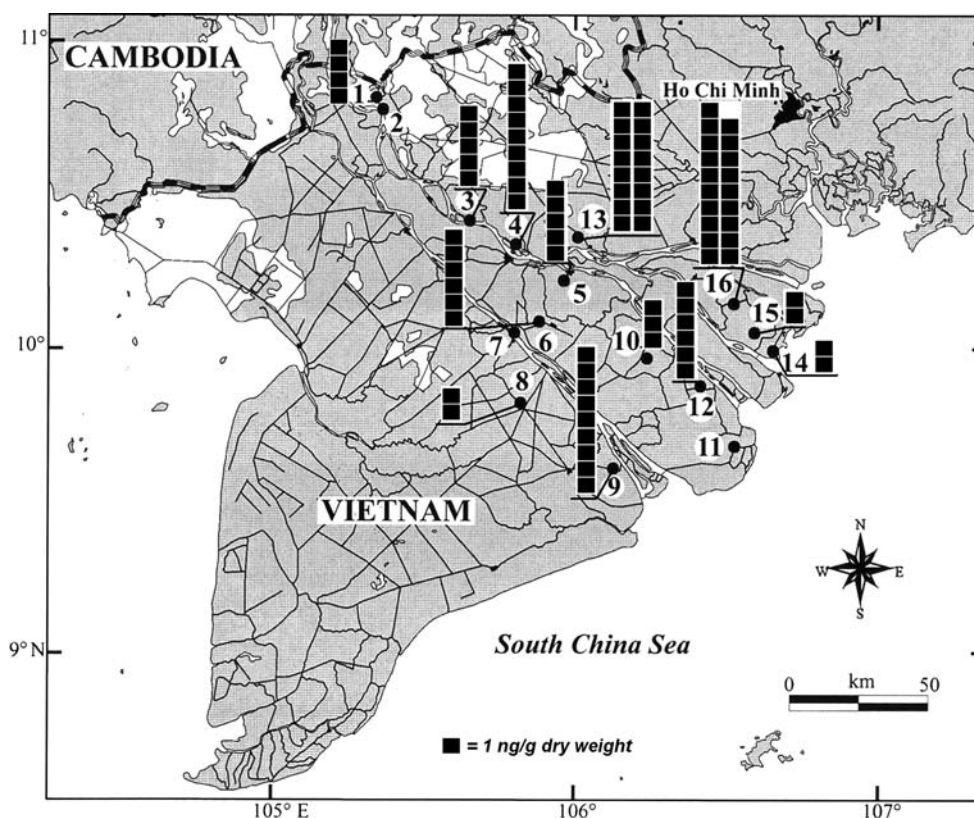 11°
CAMBODIA
1
2
Ho Chi Minh
3
4
13
5
16
15
10°
7
6
10
14
8
12
11
9
VIETNAM
N
W
E
S
9° N
South China Sea
0 km 50
= 1 ng/g dry weight
105° E 106° 107°